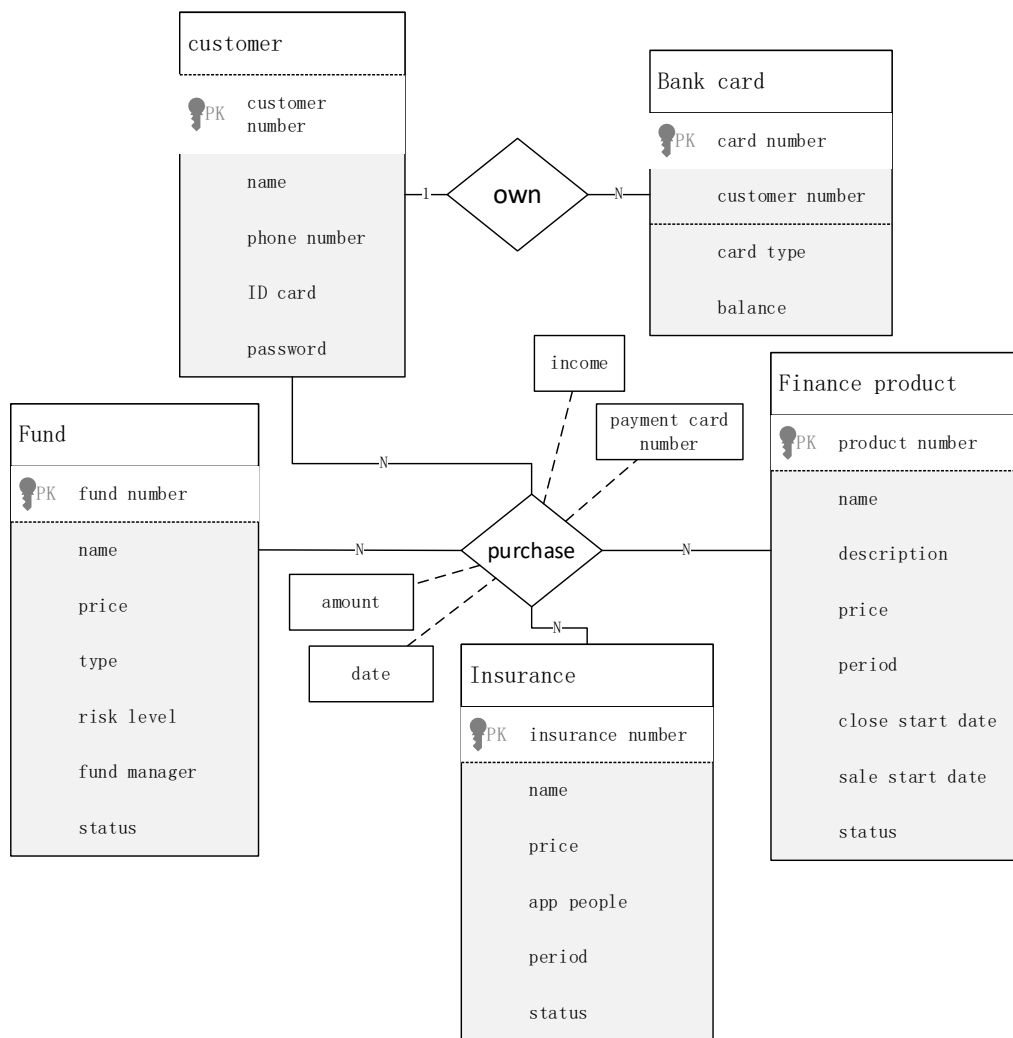 customer
PK
customer
number
name
phone number
ID card
password
1
own
N
Bank card
PK
card number
customer number
card type
balance
income
payment card
number
Finance product
PK
product number
name
description
price
period
close start date
sale start date
status
Fund
PK
fund number
name
price
type
risk level
fund manager
status
N
N
purchase
N
amount
date
N
Insurance
PK
insurance number
name
price
app people
period
status